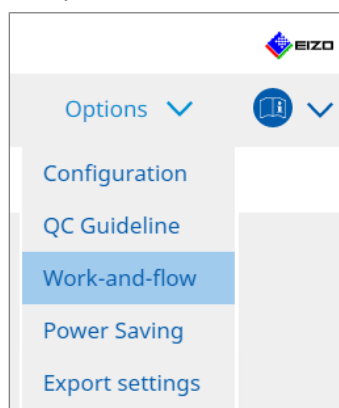 EIZO
Options
Configuration
QC Guideline
Work-and-flow
Power Saving
Export settings